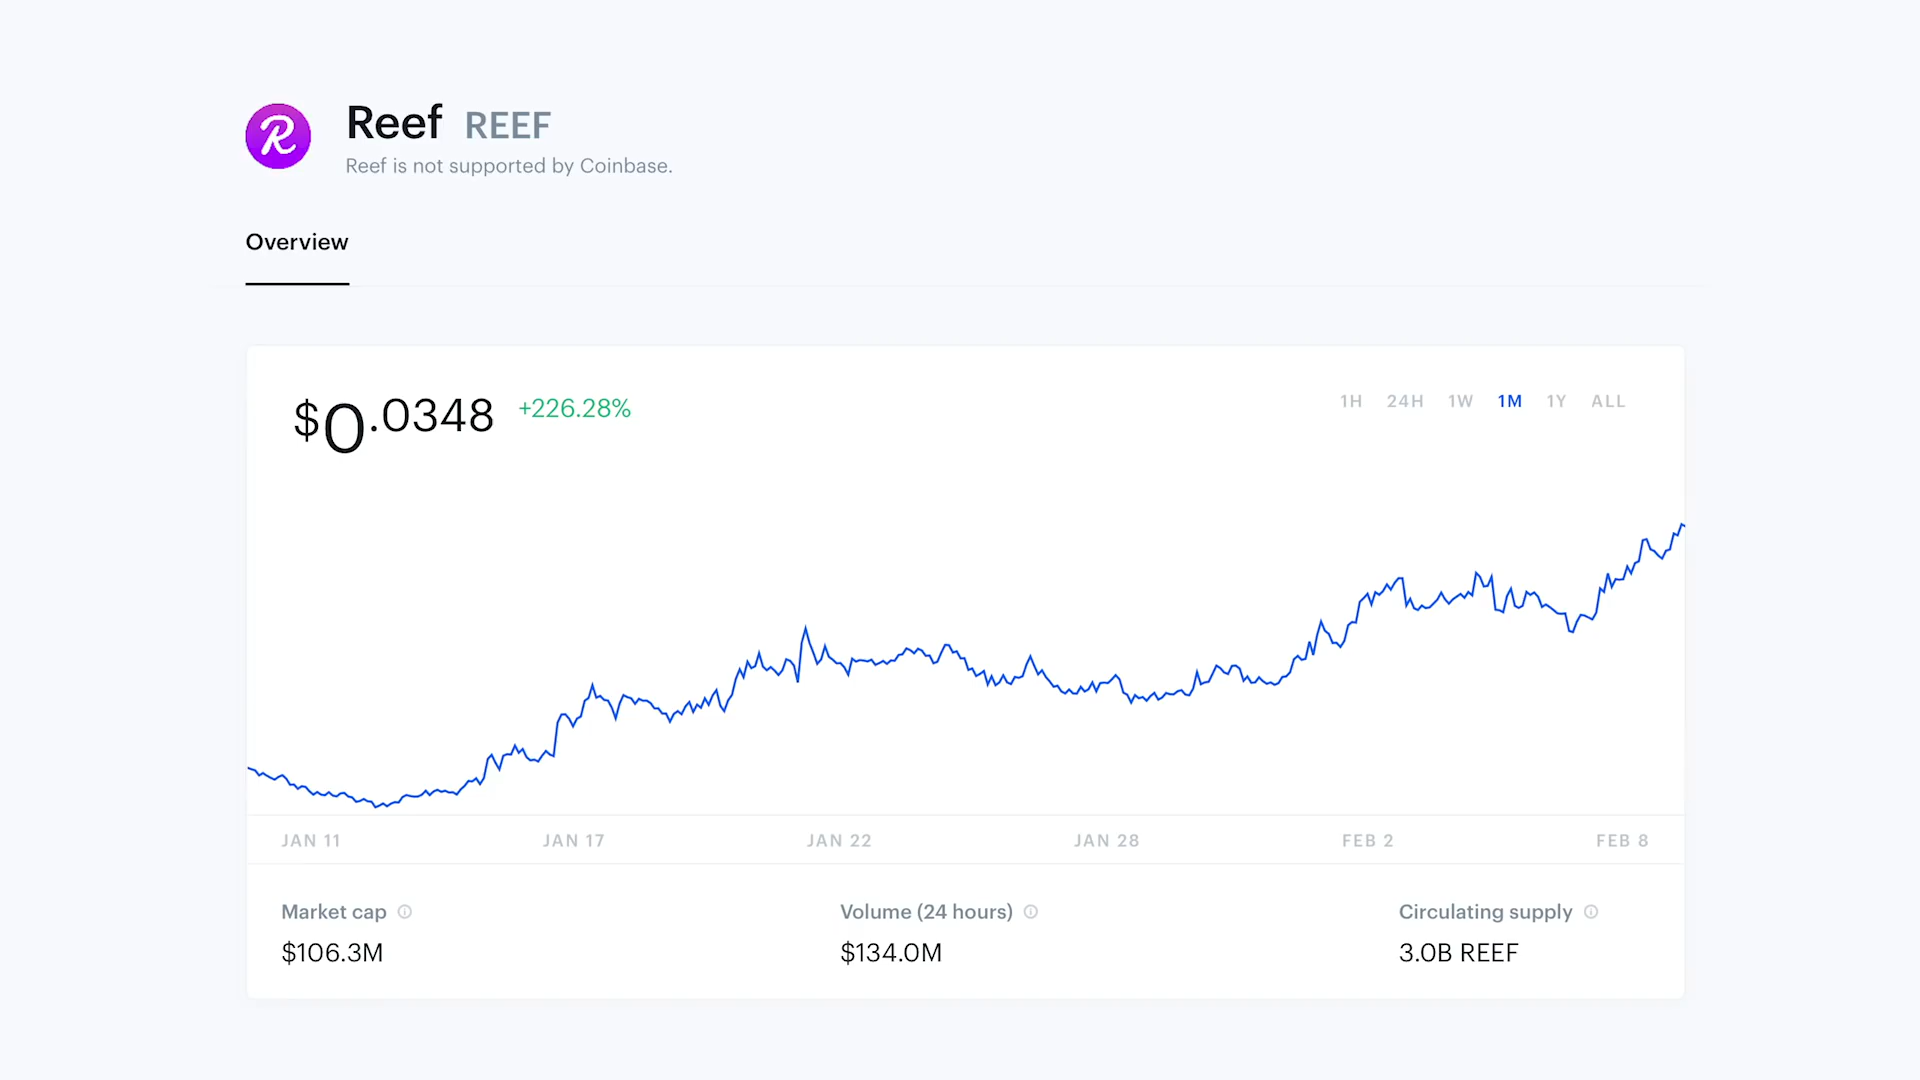 Reef REEF
Reef is not supported by Coinbase.
Overview
$0.0348 +226.28%
1H 24H 1W 1M 1Y ALL
JAN 11 JAN 17 JAN 22 JAN 28 FEB 2 FEB 8
Market cap Volume (24 hours) Circulating supply
$106.3M $134.0M 3.0B REEF